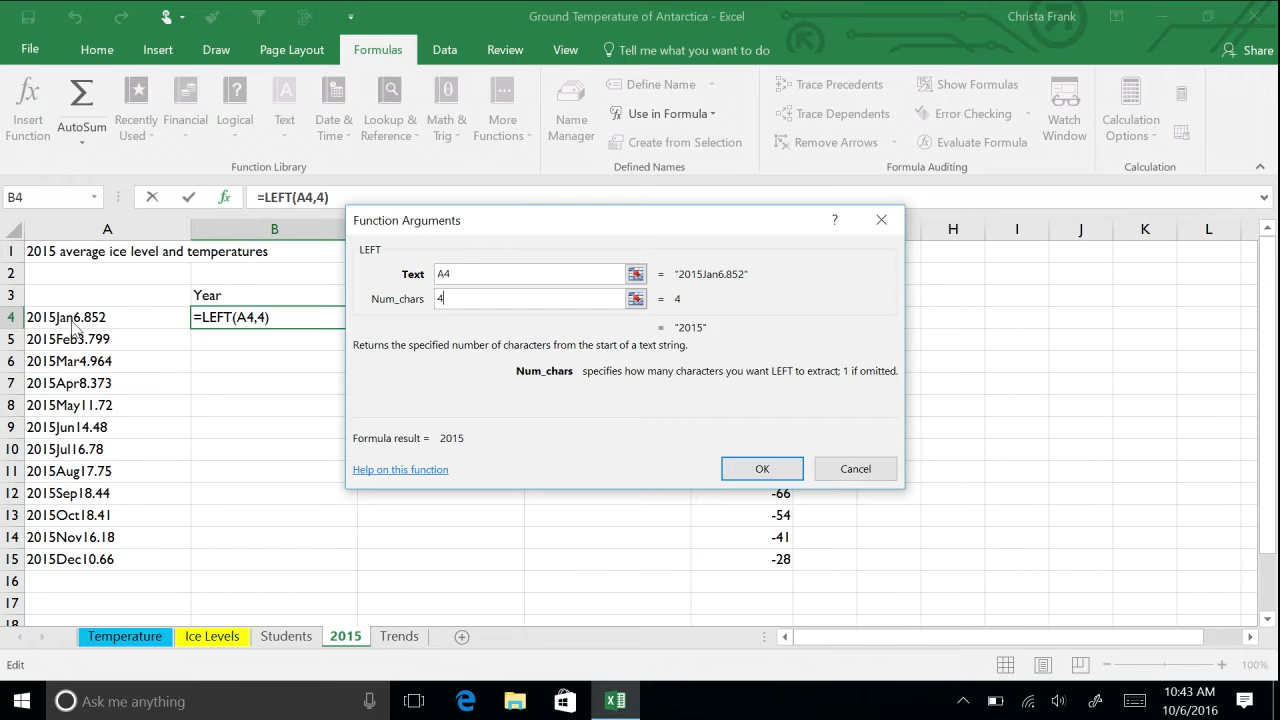 Ground Temperature of Antarctica - Excel
Christa Frank
File Home Insert Draw Page Layout Formulas Data Review View Tell me what you want to do Share
fx Σ ? A θ
Insert Function
AutoSum
Recently Used
Financial
Logical
Text
Date & Time
Lookup & Reference
Math & Trig
More Functions
Function Library
Name Manager
Define Name
Use in Formula
Create from Selection
Defined Names
Trace Precedents
Trace Dependents
Remove Arrows
Show Formulas
Error Checking
Evaluate Formula
Formula Auditing
Watch Window
Calculation Options
Calculation
B4 fx =LEFT(A4,4)
A B H I J K L
1 2015 average ice level and temperatures
2
3 Year
4 2015Jan6.852 =LEFT(A4,4)
5 2015Feb3.799
6 2015Mar4.964
7 2015Apr8.373
8 2015May11.72
9 2015Jun14.48
10 2015Jul16.78
11 2015Aug17.75
12 2015Sep18.44 -66
13 2015Oct18.41 -54
14 2015Nov16.18 -41
15 2015Dec10.66 -28
16
17
18
Function Arguments ?
LEFT
Text A4 = "2015Jan6.852"
Num_chars 4 = 4
= "2015"
Returns the specified number of characters from the start of a text string.
Num_chars specifies how many characters you want LEFT to extract; 1 if omitted.
Formula result = 2015
Help on this function OK Cancel
Temperature Ice Levels Students 2015 Trends
Edit 100%
Ask me anything
10:43 AM
10/6/2016